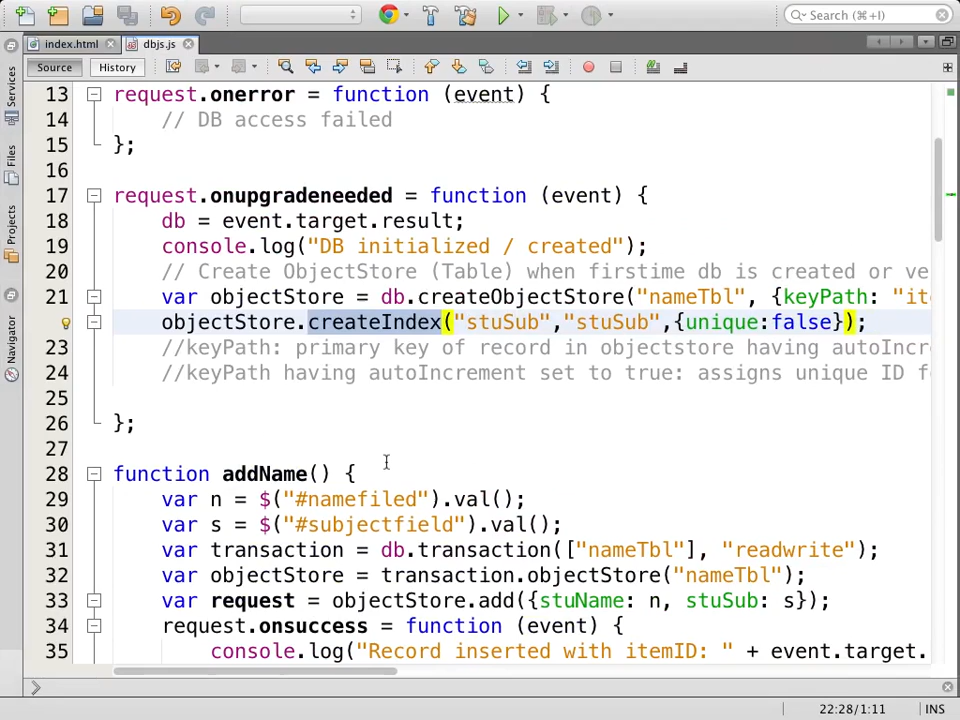 Search (⌘+I)
index.html
dbjs.js
Source
History
Services
Files
Projects
Navigator
13 request.onerror = function (event) {
14 // DB access failed
15 };
16
17 request.onupgradeneeded = function (event) {
18 db = event.target.result;
19 console.log("DB initialized / created");
20 // Create ObjectStore (Table) when firstime db is created or ve
21 var objectStore = db.createObjectStore("nameTbl", {keyPath: "it
objectStore.createIndex("stuSub","stuSub",{unique:false});
23 //keyPath: primary key of record in objectstore having autoIncr
24 //keyPath having autoIncrement set to true: assigns unique ID f
25
26 };
27
28 function addName() {
29 var n = $("#namefiled").val();
30 var s = $("#subjectfield").val();
31 var transaction = db.transaction(["nameTbl"], "readwrite");
32 var objectStore = transaction.objectStore("nameTbl");
33 var request = objectStore.add({stuName: n, stuSub: s});
34 request.onsuccess = function (event) {
35 console.log("Record inserted with itemID: " + event.target.
22:28/1:11
INS